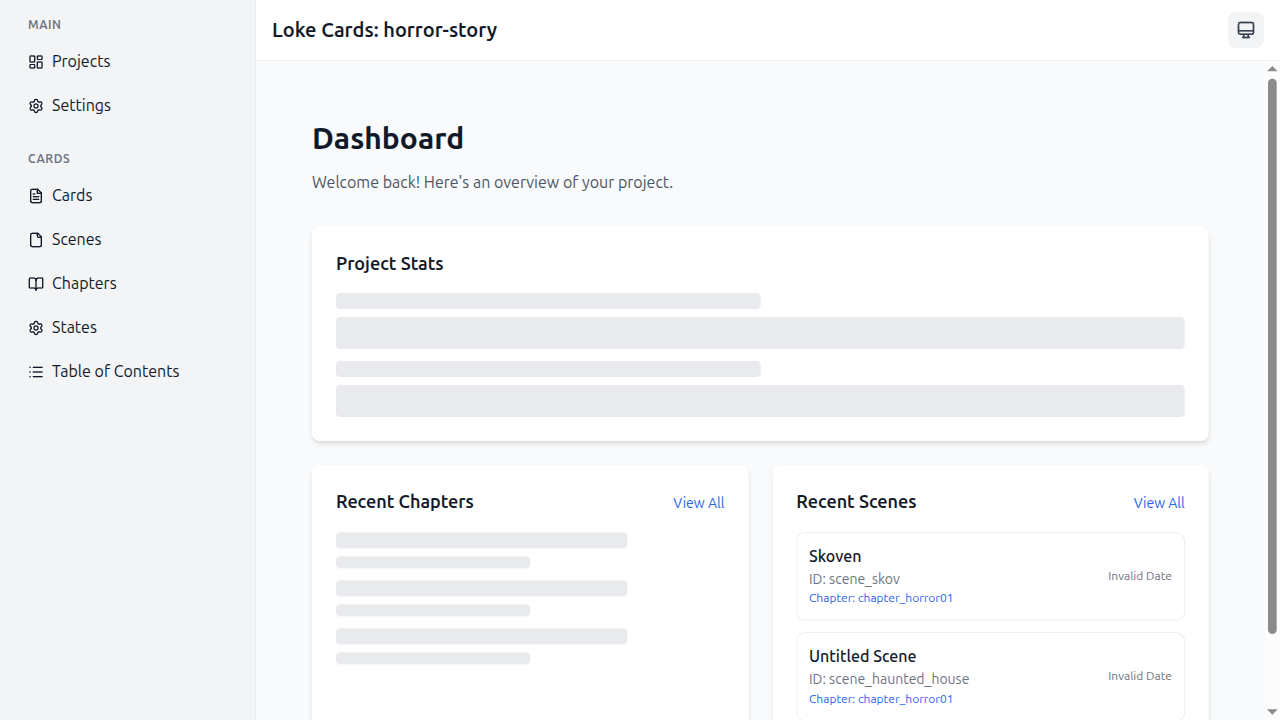 MAIN
Projects
Settings
CARDS
Cards
Scenes
Chapters
States
Table of Contents
Loke Cards: horror-story
Dashboard
Welcome back! Here's an overview of your project.
Project Stats
Recent Chapters
View All
Recent Scenes
View All
Skoven
ID: scene_skov
Chapter: chapter_horror01
Invalid Date
Untitled Scene
ID: scene_haunted_house
Chapter: chapter_horror01
Invalid Date